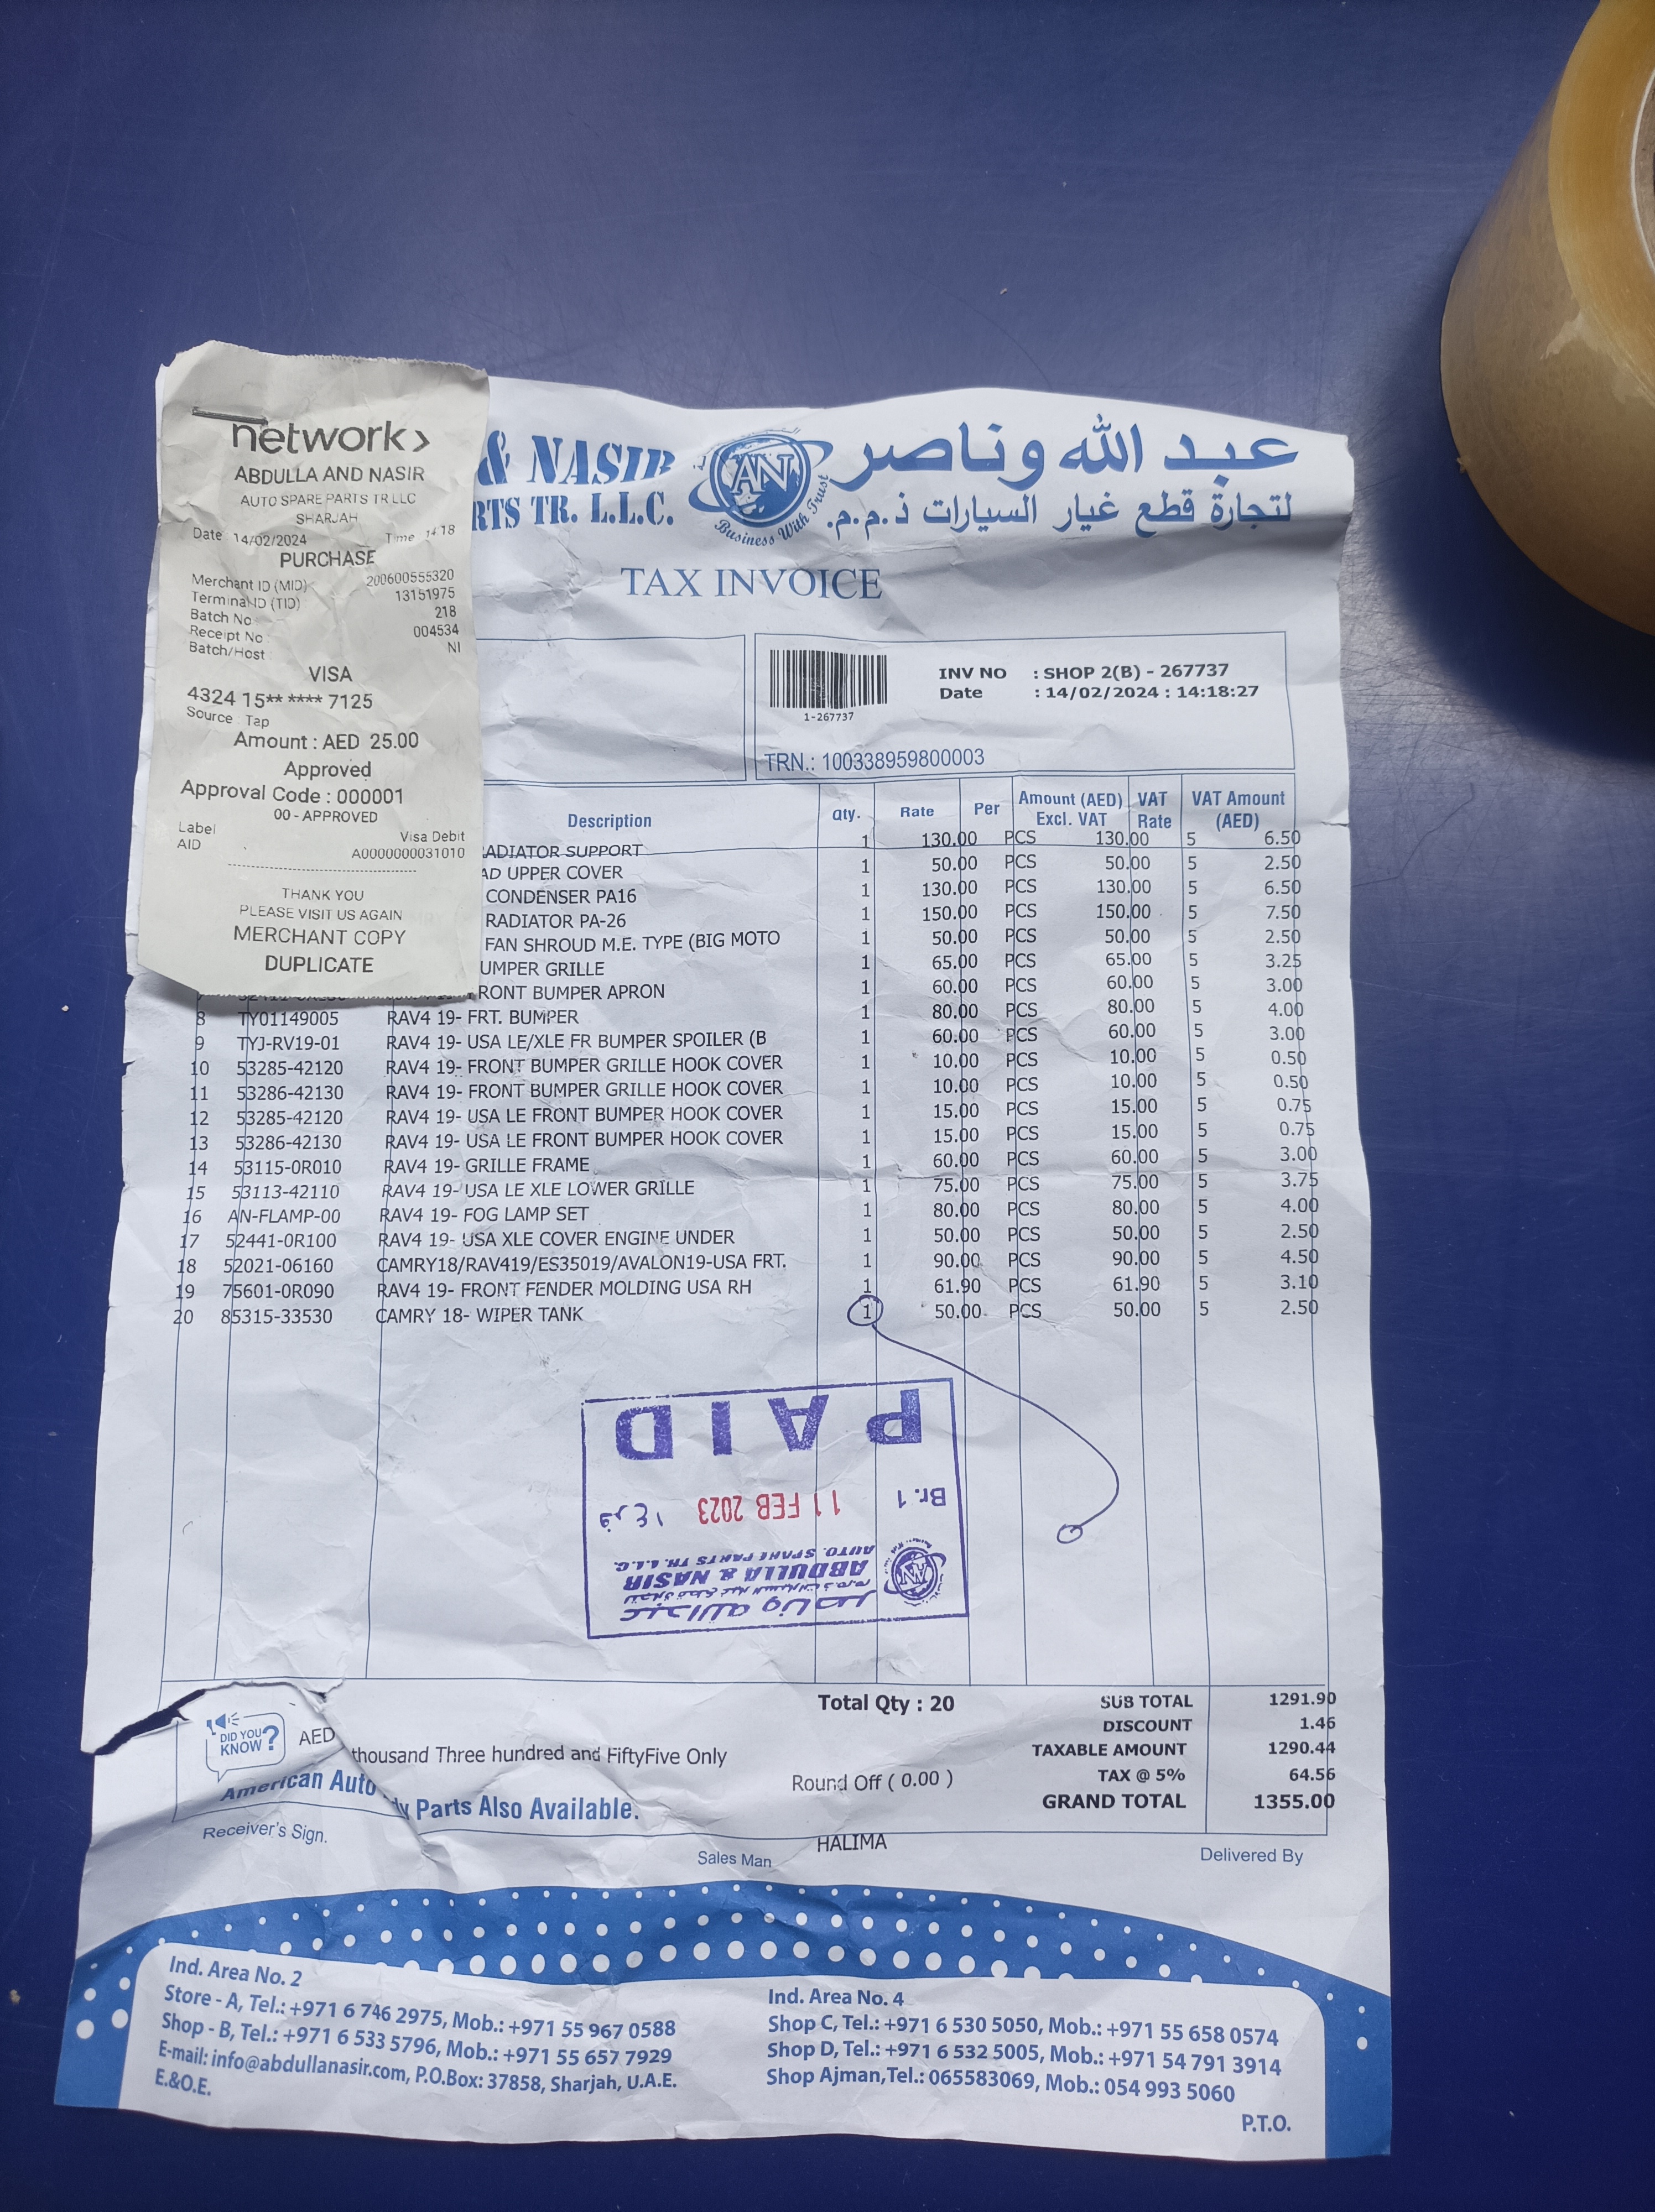 network>
ABDULLA AND NASIR
AUTO SPARE PARTS TR LLC
SHARJAH
Date 14/02/2024 Time 14 18
PURCHASE
Merchant ID (MID) 200600555320
Terminal ID (TID) 13151975
Batch No 218
Receipt No 004534
Batch/Host NI
VISA
4324 15** **** 7125
Source : Tap
Amount : AED 25.00
Approved
Approval Code : 000001
00 - APPROVED
Label Visa Debit
AID A0000000031010
THANK YOU
PLEASE VISIT US AGAIN
MERCHANT COPY
DUPLICATE
& NASIR
RTS TR. L.L.C.
AN
Business With Trust
عبد الله وناصر
لتجارة قطع غيار السيارات ذ.م.م.
TAX INVOICE
1-267737
INV NO : SHOP 2(B) - 267737
Date : 14/02/2024 : 14:18:27
TRN.: 100338959800003
Description Qty. Rate Per Amount (AED) Excl. VAT VAT Rate VAT Amount (AED)
RADIATOR SUPPORT 1 130.00 PCS 130.00 5 6.50
AD UPPER COVER 1 50.00 PCS 50.00 5 2.50
CONDENSER PA16 1 130.00 PCS 130.00 5 6.50
RADIATOR PA-26 1 150.00 PCS 150.00 5 7.50
FAN SHROUD M.E. TYPE (BIG MOTO 1 50.00 PCS 50.00 5 2.50
UMPER GRILLE 1 65.00 PCS 65.00 5 3.25
RONT BUMPER APRON 1 60.00 PCS 60.00 5 3.00
8 TY01149005 RAV4 19- FRT. BUMPER 1 80.00 PCS 80.00 5 4.00
9 TYJ-RV19-01 RAV4 19- USA LE/XLE FR BUMPER SPOILER (B 1 60.00 PCS 60.00 5 3.00
10 53285-42120 RAV4 19- FRONT BUMPER GRILLE HOOK COVER 1 10.00 PCS 10.00 5 0.50
11 53286-42130 RAV4 19- FRONT BUMPER GRILLE HOOK COVER 1 10.00 PCS 10.00 5 0.50
12 53285-42120 RAV4 19- USA LE FRONT BUMPER HOOK COVER 1 15.00 PCS 15.00 5 0.75
13 53286-42130 RAV4 19- USA LE FRONT BUMPER HOOK COVER 1 15.00 PCS 15.00 5 0.75
14 53115-0R010 RAV4 19- GRILLE FRAME 1 60.00 PCS 60.00 5 3.00
15 53113-42110 RAV4 19- USA LE XLE LOWER GRILLE 1 75.00 PCS 75.00 5 3.75
16 AN-FLAMP-00 RAV4 19- FOG LAMP SET 1 80.00 PCS 80.00 5 4.00
17 52441-0R100 RAV4 19- USA XLE COVER ENGINE UNDER 1 50.00 PCS 50.00 5 2.50
18 52021-06160 CAMRY18/RAV419/ES35019/AVALON19-USA FRT. 1 90.00 PCS 90.00 5 4.50
19 75601-0R090 RAV4 19- FRONT FENDER MOLDING USA RH 1 61.90 PCS 61.90 5 3.10
20 85315-33530 CAMRY 18- WIPER TANK 1 50.00 PCS 50.00 5 2.50
عبدالله وناصر
ABDULLA & NASIR
AUTO. SPARE PARTS TR. L.L.C.
AN
Br. 1 11 FEB 2023 فرع ١
PAID
Total Qty : 20
SUB TOTAL 1291.90
DISCOUNT 1.46
TAXABLE AMOUNT 1290.44
TAX @ 5% 64.56
GRAND TOTAL 1355.00
DID YOU KNOW ?
AED thousand Three hundred and FiftyFive Only
Round Off ( 0.00 )
American Auto y Parts Also Available.
Receiver's Sign.
Sales Man HALIMA
Delivered By
Ind. Area No. 2
Store - A, Tel.: +971 6 746 2975, Mob.: +971 55 967 0588
Shop - B, Tel.: +971 6 533 5796, Mob.: +971 55 657 7929
E-mail: info@abdullanasir.com, P.O.Box: 37858, Sharjah, U.A.E.
E.&O.E.
Ind. Area No. 4
Shop C, Tel.: +971 6 530 5050, Mob.: +971 55 658 0574
Shop D, Tel.: +971 6 532 5005, Mob.: +971 54 791 3914
Shop Ajman,Tel.: 065583069, Mob.: 054 993 5060
P.T.O.